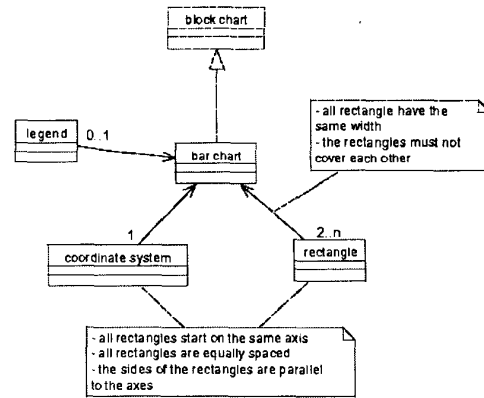 block chart
- all rectangle have the
same width
- the rectangles must not
cover each other
legend
0..1
bar chart
1
2..n
coordinate system
rectangle
- all rectangles start on the same axis
- all rectangles are equally spaced
- the sides of the rectangles are parallel
to the axes